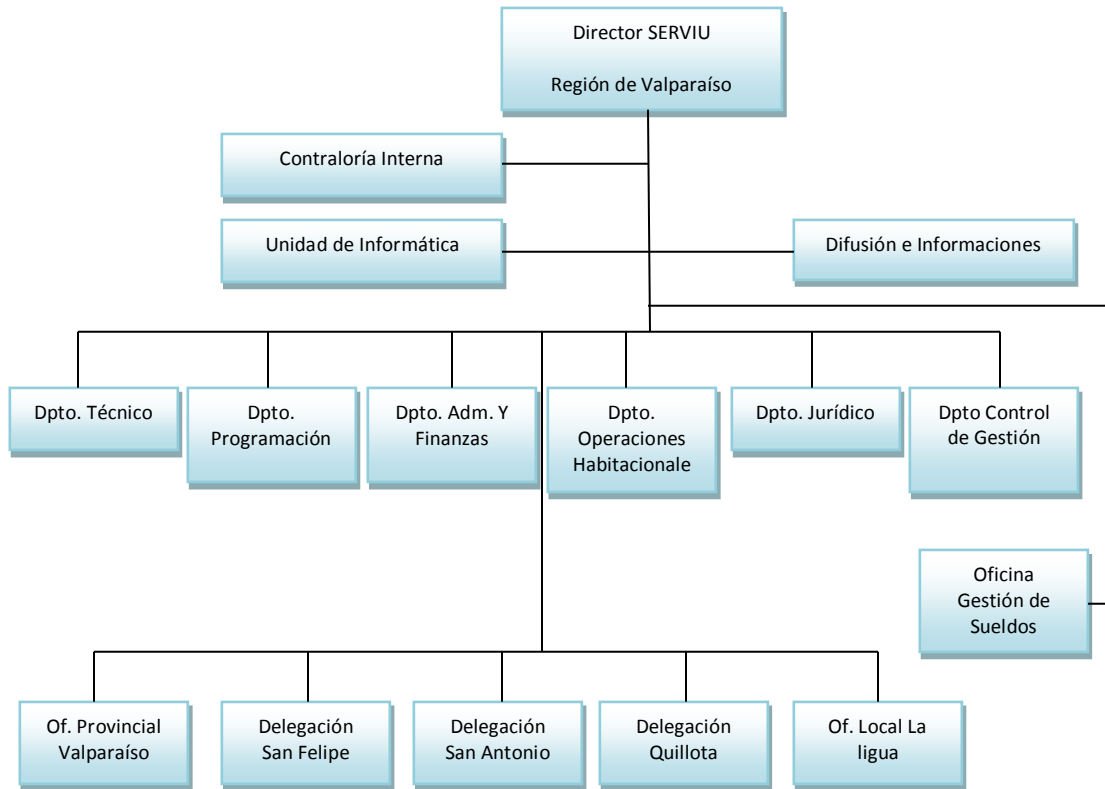 Director SERVIU
Región de Valparaíso
Contraloría Interna
Unidad de Informática
Difusión e Informaciones
Dpto. Técnico
Dpto.
Programación
Dpto. Adm. Y
Finanzas
Dpto.
Operaciones
Habitacionale
Dpto. Jurídico
Dpto Control
de Gestión
Oficina
Gestión de
Sueldos
Of. Provincial
Valparaíso
Delegación
San Felipe
Delegación
San Antonio
Delegación
Quillota
Of. Local La
ligua